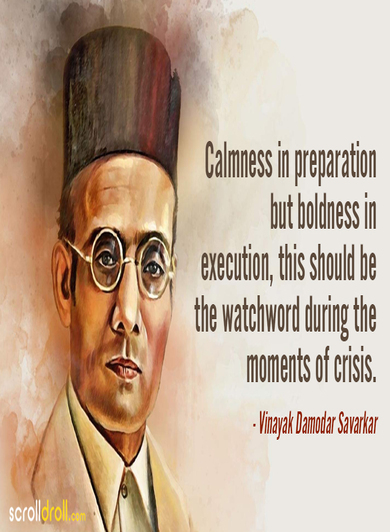 Calmness in preparation
but boldness in
execution, this should be
the watchword during the
moments of crisis.
- Vinayak Damodar Savarkar
scrolldroll.com